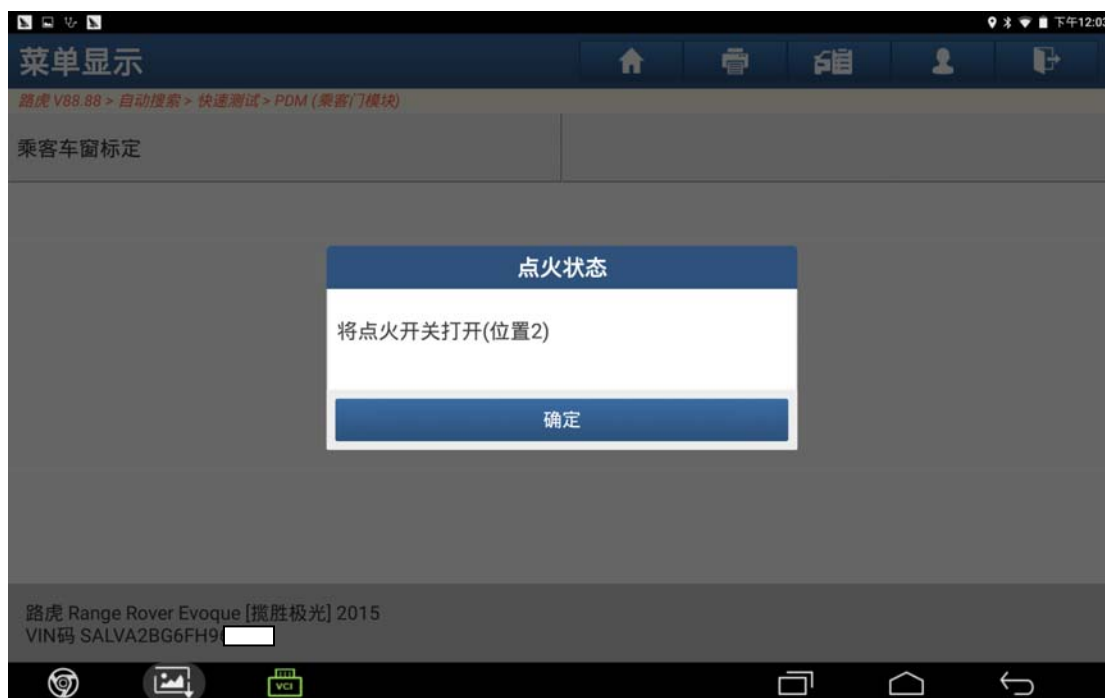 下午12:03
菜单显示
路虎 V88.88 > 自动搜索 > 快速测试 > PDM (乘客门模块)
乘客车窗标定
点火状态
将点火开关打开(位置2)
确定
路虎 Range Rover Evoque [揽胜极光] 2015
VIN码 SALVA2BG6FH9
VCI